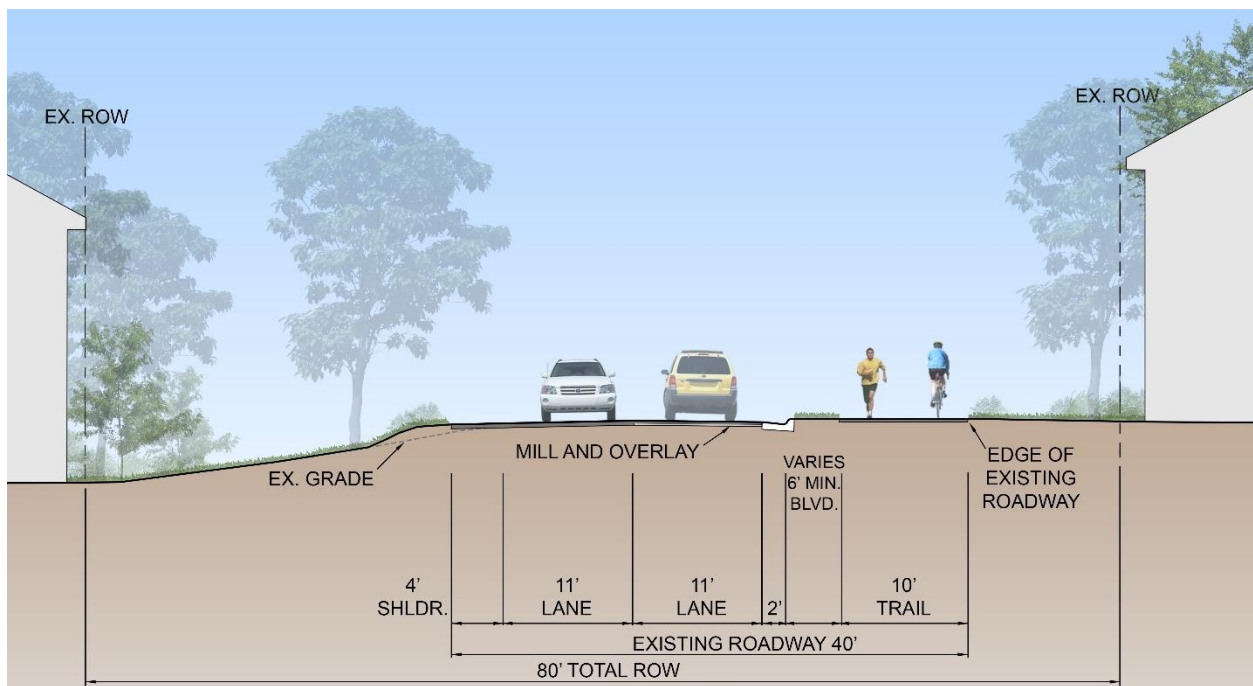 EX. ROW
EX. ROW
EX. GRADE
MILL AND OVERLAY
VARIES
6' MIN.
BLVD.
EDGE OF
EXISTING
ROADWAY
4'
SHLDR.
11'
LANE
11'
LANE
2'
10'
TRAIL
EXISTING ROADWAY 40'
80' TOTAL ROW